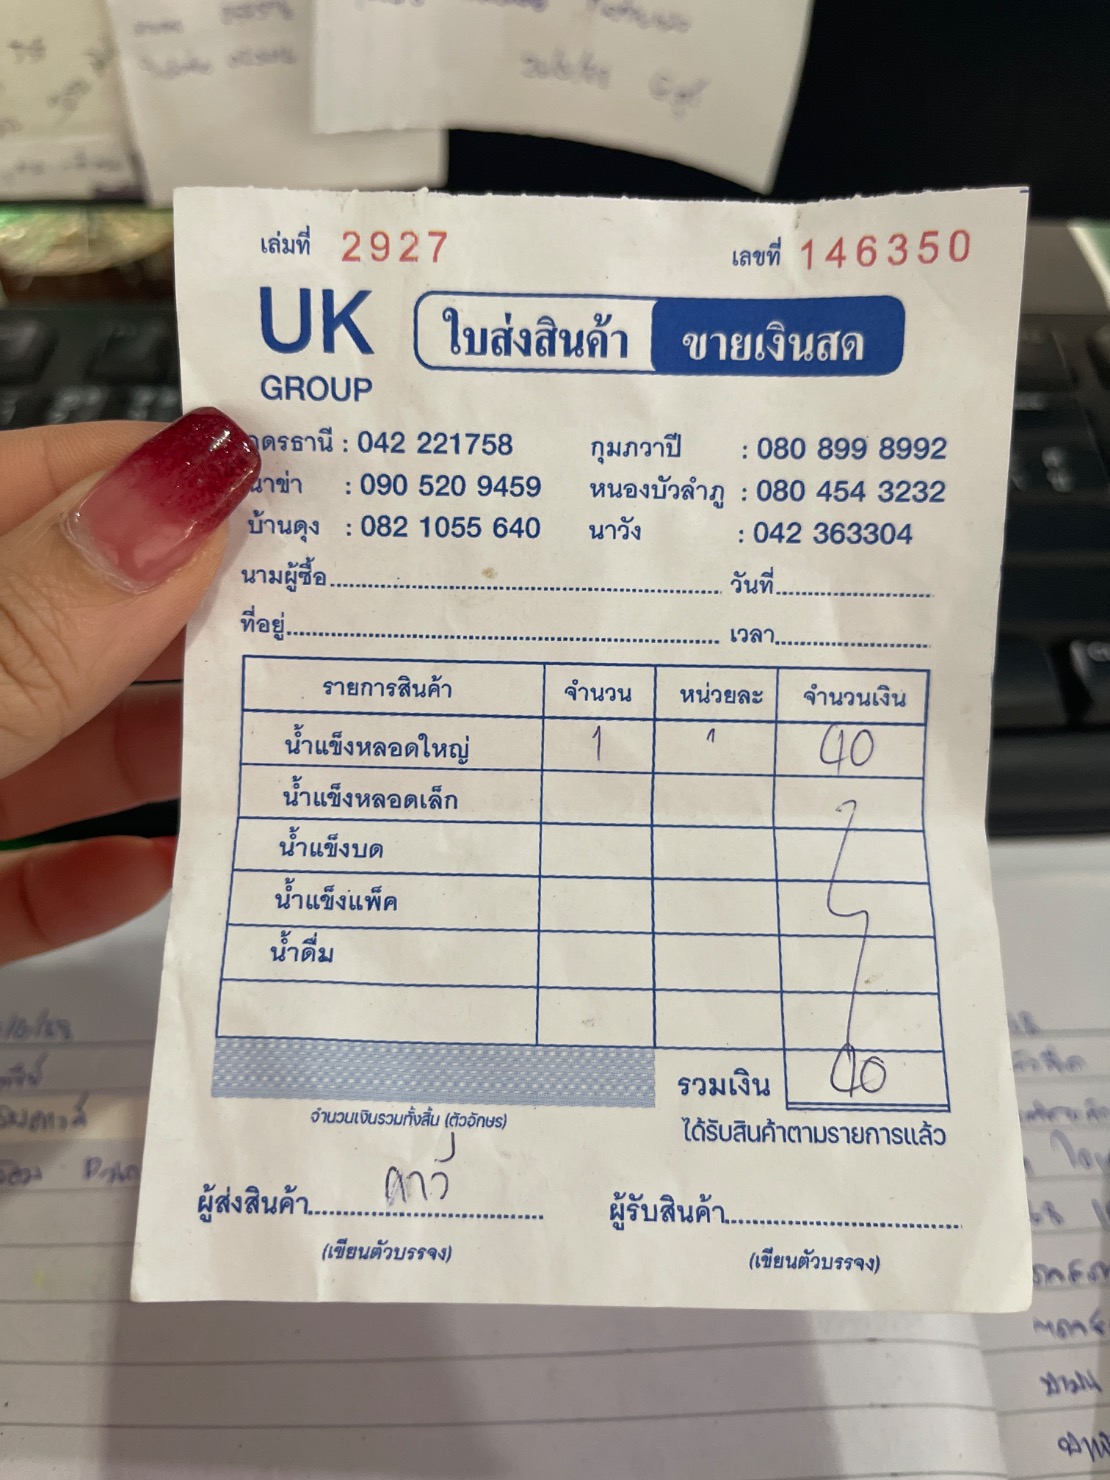 เล่มที่ 2927 เลขที่ 146350
UK GROUP
ใบส่งสินค้า ขายเงินสด
อุดรธานี : 042 221758 กุมภวาปี : 080 899 8992
นาข่า : 090 520 9459 หนองบัวลำภู : 080 454 3232
บ้านดุง : 082 1055 640 นาวัง : 042 363304
นามผู้ซื้อ วันที่
ที่อยู่ เวลา
รายการสินค้า จำนวน หน่วยละ จำนวนเงิน
น้ำแข็งหลอดใหญ่ 1 " 40
น้ำแข็งหลอดเล็ก
น้ำแข็งบด
น้ำแข็งแพ็ค
น้ำดื่ม
รวมเงิน 40
จำนวนเงินรวมทั้งสิ้น (ตัวอักษร)
ได้รับสินค้าตามรายการแล้ว
ผู้ส่งสินค้า ผู้รับสินค้า
(เขียนตัวบรรจง) (เขียนตัวบรรจง)